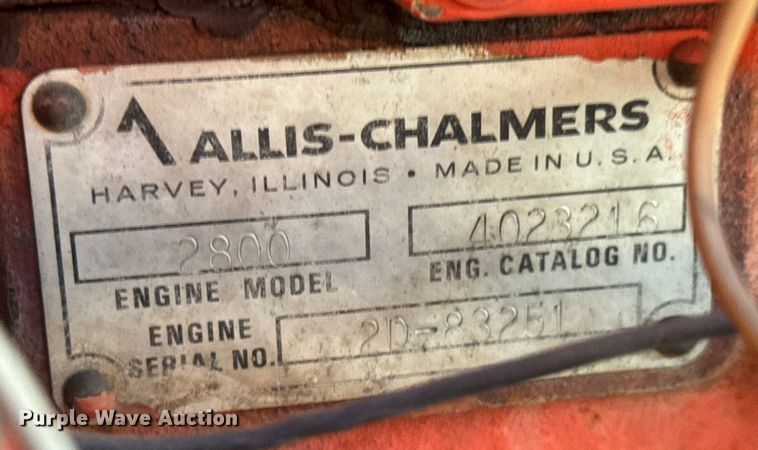 ALLIS-CHALMERS
HARVEY, ILLINOIS • MADE IN U.S.A.
2800 4023216
ENGINE MODEL ENG. CATALOG NO.
ENGINE
SERIAL NO. 2D-83251
Purple Wave Auction